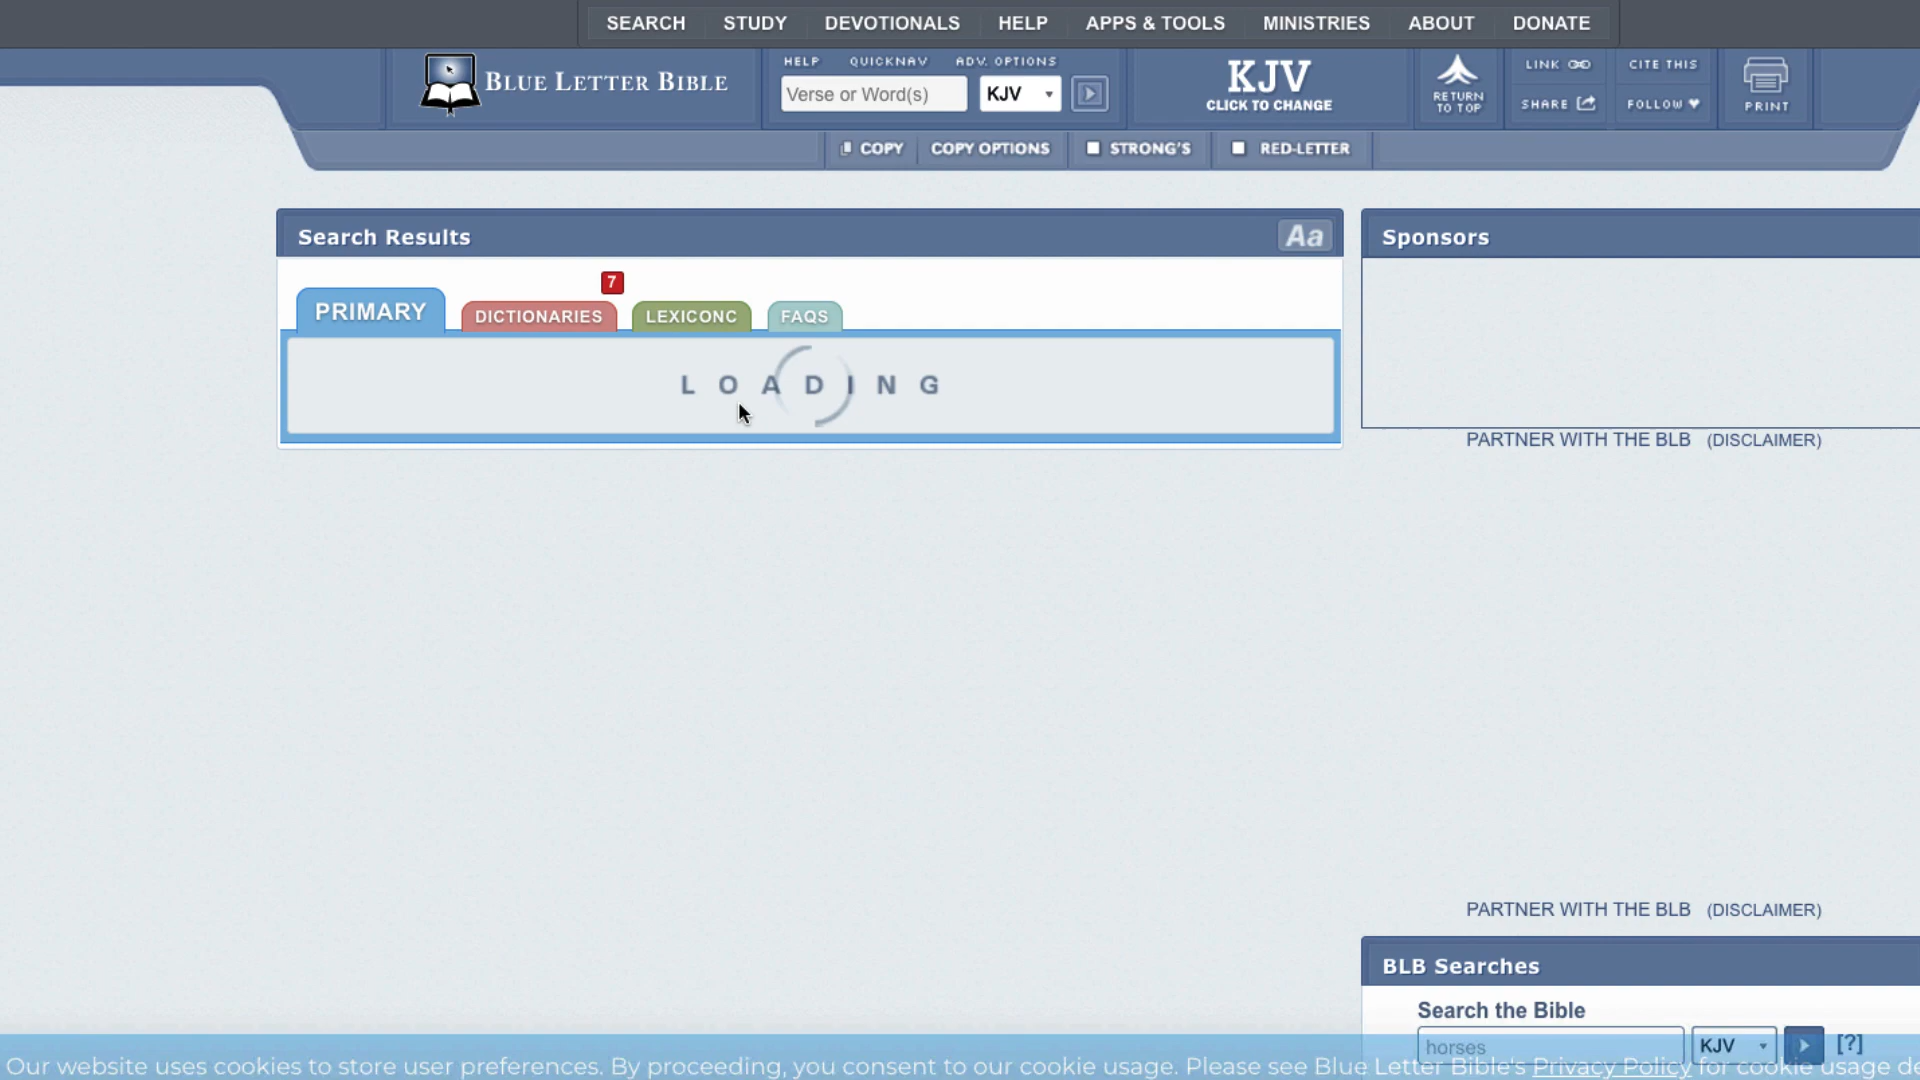 SEARCH STUDY DEVOTIONALS HELP APPS & TOOLS MINISTRIES ABOUT DONATE
BLUE LETTER BIBLE
HELP QUICKNAV ADV. OPTIONS
Verse or Word(s) KJV
KJV
CLICK TO CHANGE
RETURN
TO TOP
LINK
SHARE
CITE THIS
FOLLOW
PRINT
COPY COPY OPTIONS STRONG'S RED-LETTER
Search Results Aa
7
PRIMARY DICTIONARIES LEXICONC FAQS
LOADING
Sponsors
PARTNER WITH THE BLB (DISCLAIMER)
PARTNER WITH THE BLB (DISCLAIMER)
BLB Searches
Search the Bible
horses KJV [?]
Our website uses cookies to store user preferences. By proceeding, you consent to our cookie usage. Please see Blue Letter Bible's Privacy Policy for cookie usage de